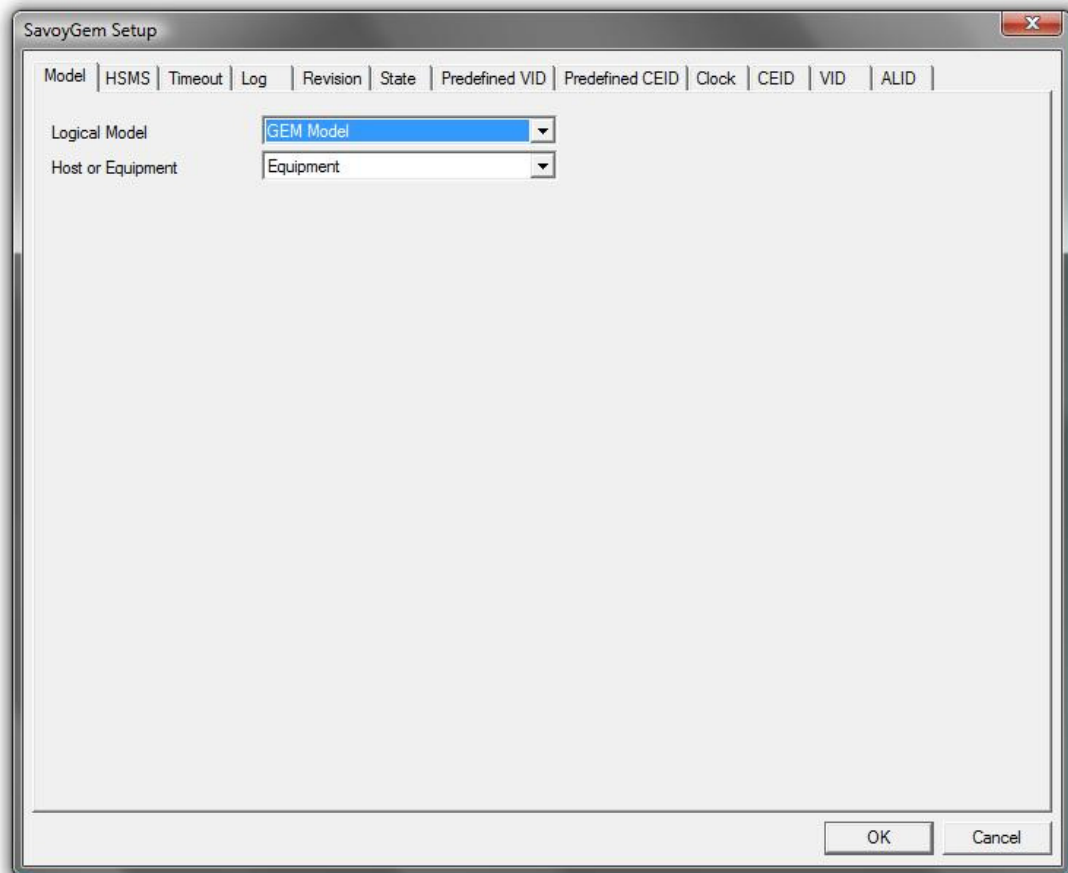 SavoyGem Setup
Model HSMS Timeout Log Revision State Predefined VID Predefined CEID Clock CEID VID ALID
Logical Model GEM Model
Host or Equipment Equipment
OK Cancel